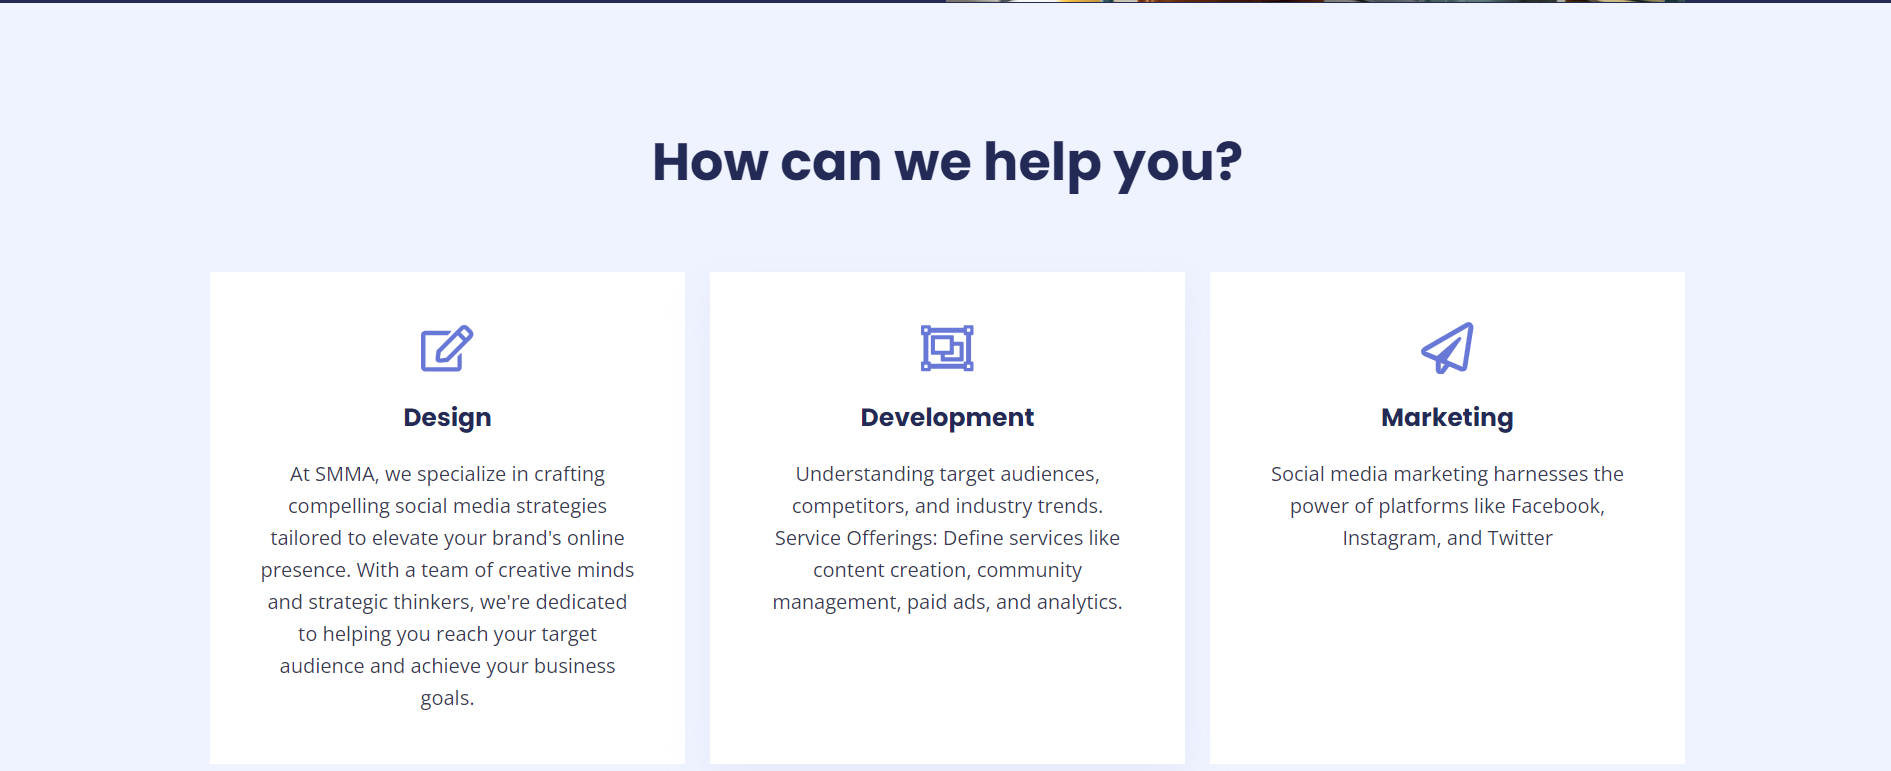 How can we help you?
Design
At SMMA, we specialize in crafting
compelling social media strategies
tailored to elevate your brand's online
presence. With a team of creative minds
and strategic thinkers, we're dedicated
to helping you reach your target
audience and achieve your business
goals.
Development
Understanding target audiences,
competitors, and industry trends.
Service Offerings: Define services like
content creation, community
management, paid ads, and analytics.
Marketing
Social media marketing harnesses the
power of platforms like Facebook,
Instagram, and Twitter